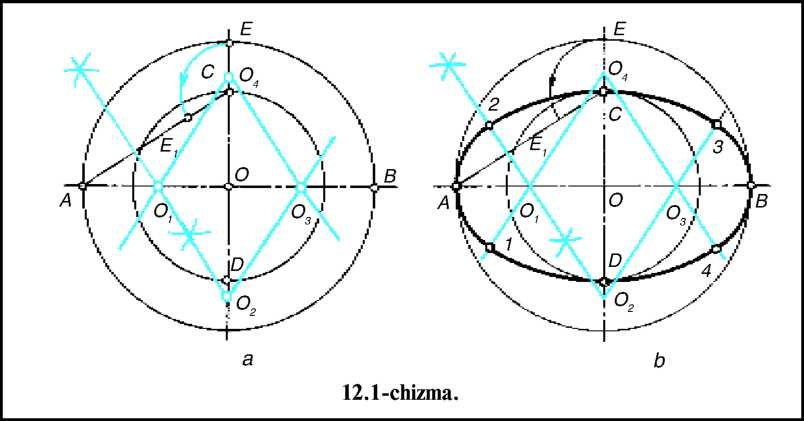 E
C
O₄
E₁
A
O
B
O₁
O₃
D
O₂
a
E
O₄
2
C
E₁
3
A
O₁
O
O₃
B
1
D
4
O₂
b
12.1-chizma.